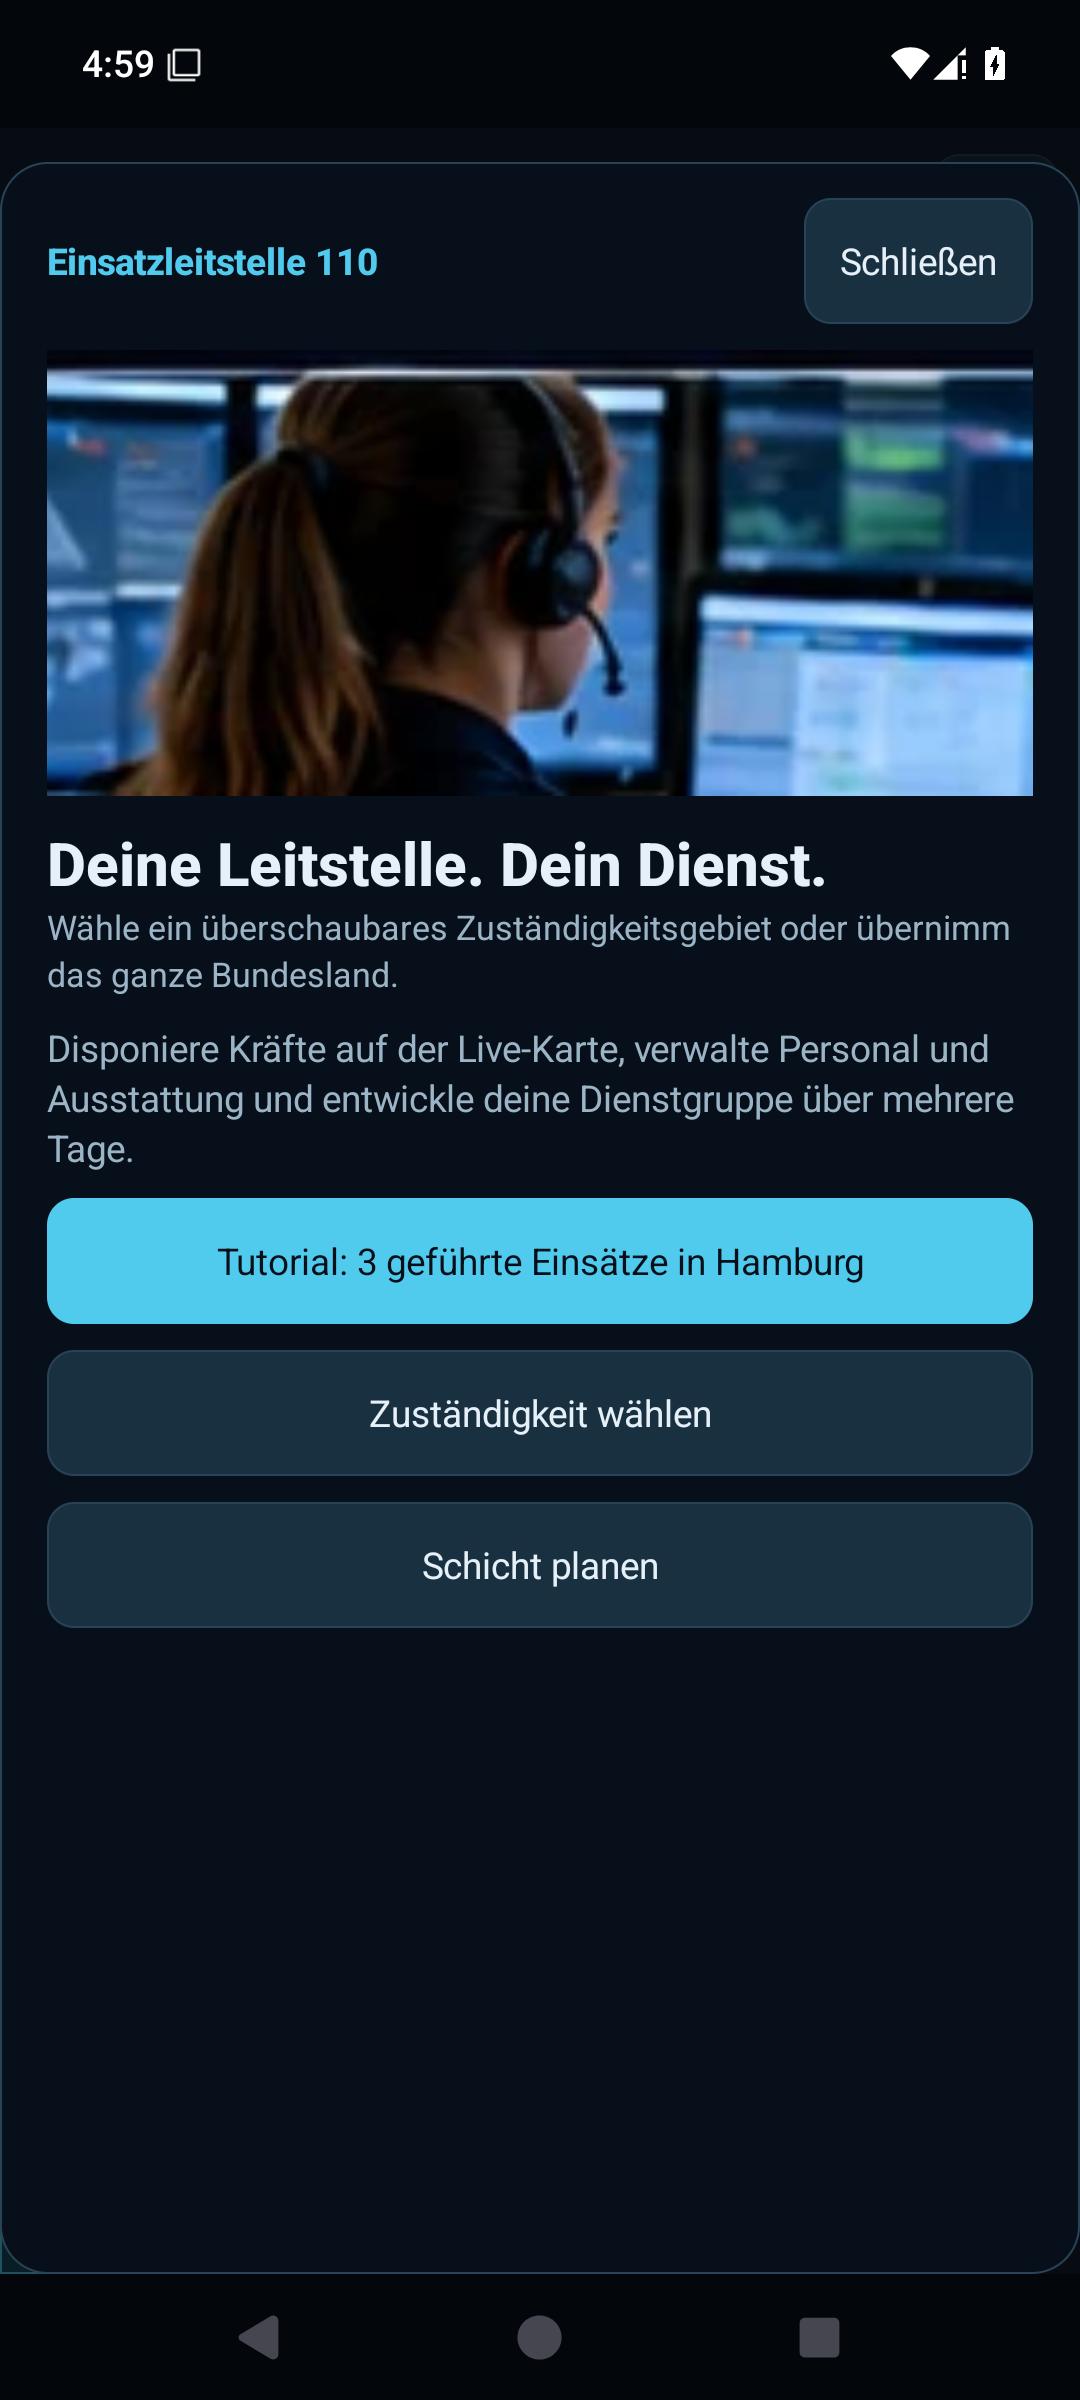 4:59
Einsatzleitstelle 110
Schließen
Deine Leitstelle. Dein Dienst.
Wähle ein überschaubares Zuständigkeitsgebiet oder übernimm
das ganze Bundesland.
Disponiere Kräfte auf der Live-Karte, verwalte Personal und
Ausstattung und entwickle deine Dienstgruppe über mehrere
Tage.
Tutorial: 3 geführte Einsätze in Hamburg
Zuständigkeit wählen
Schicht planen